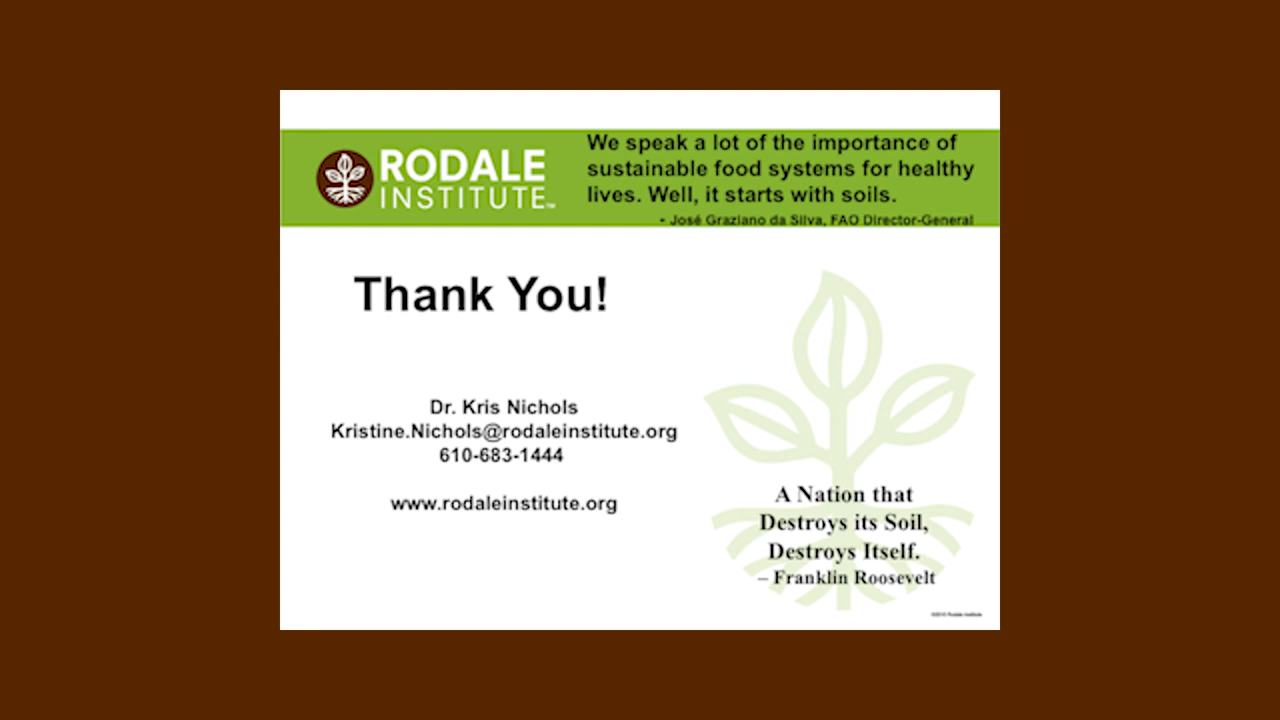 RODALE
INSTITUTE™
We speak a lot of the importance of
sustainable food systems for healthy
lives. Well, it starts with soils.
- José Graziano da Silva, FAO Director-General
Thank You!
Dr. Kris Nichols
Kristine.Nichols@rodaleinstitute.org
610-683-1444
www.rodaleinstitute.org
A Nation that
Destroys its Soil,
Destroys Itself.
– Franklin Roosevelt
Rodale Institute